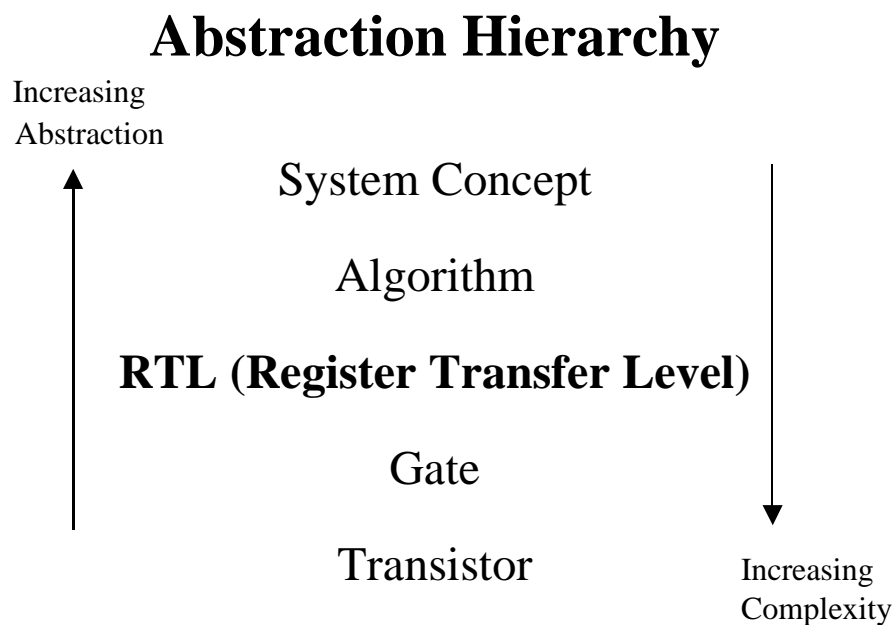 Abstraction Hierarchy
Increasing
Abstraction
System Concept
Algorithm
RTL (Register Transfer Level)
Gate
Transistor
Increasing
Complexity